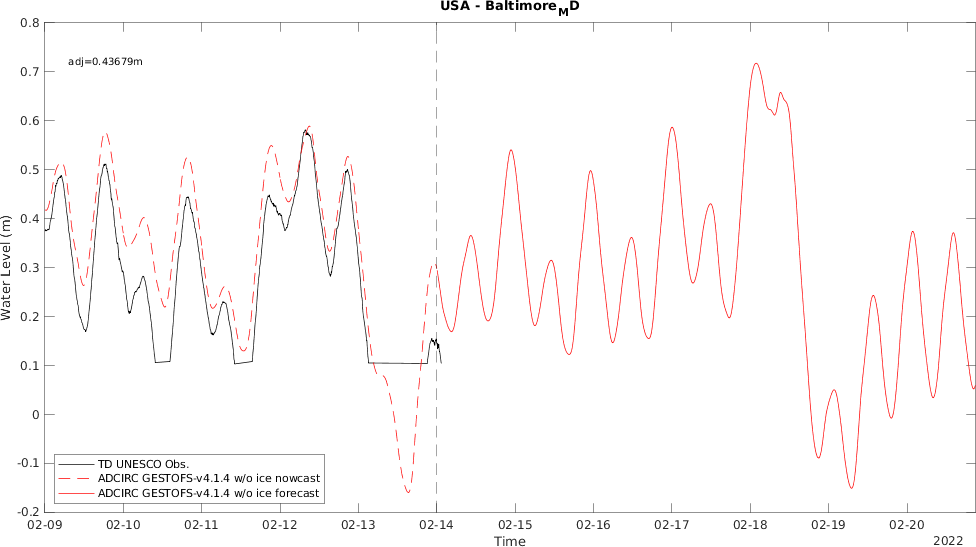 USA - Baltimore_MD
0.8
0.7
0.6
0.5
0.4
0.3
0.2
0.1
0
-0.1
-0.2
Water Level (m)
adj=0.43679m
TD UNESCO Obs.
ADCIRC GESTOFS-v4.1.4 w/o ice nowcast
ADCIRC GESTOFS-v4.1.4 w/o ice forecast
02-09 02-10 02-11 02-12 02-13 02-14 02-15 02-16 02-17 02-18 02-19 02-20
Time
2022